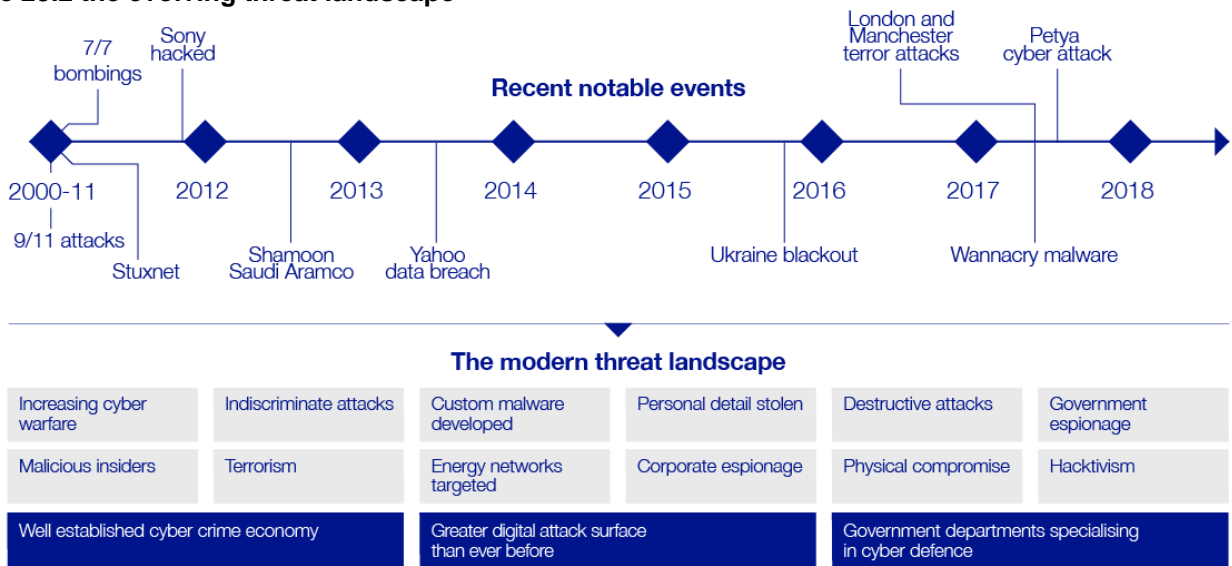 the evolving threat landscape
7/7
bombings
Sony
hacked
Recent notable events
London and
Manchester
terror attacks
Petya
cyber attack
2000-11
2012
2013
2014
2015
2016
2017
2018
9/11 attacks
Stuxnet
Shamoon
Saudi Aramco
Yahoo
data breach
Ukraine blackout
Wannacry malware
The modern threat landscape
Increasing cyber
warfare
Indiscriminate attacks
Custom malware
developed
Personal detail stolen
Destructive attacks
Government
espionage
Malicious insiders
Terrorism
Energy networks
targeted
Corporate espionage
Physical compromise
Hacktivism
Well established cyber crime economy
Greater digital attack surface
than ever before
Government departments specialising
in cyber defence